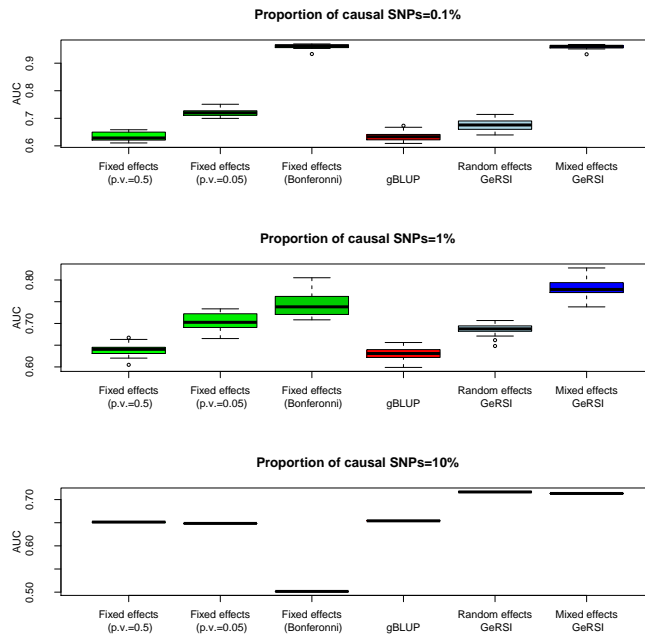 Proportion of causal SNPs=0.1%
AUC
0.9
0.8
0.7
0.6
Fixed effects
(p.v.=0.5)
Fixed effects
(p.v.=0.05)
Fixed effects
(Bonferonni)
gBLUP
Random effects
GeRSI
Mixed effects
GeRSI
Proportion of causal SNPs=1%
AUC
0.80
0.70
0.60
Fixed effects
(p.v.=0.5)
Fixed effects
(p.v.=0.05)
Fixed effects
(Bonferonni)
gBLUP
Random effects
GeRSI
Mixed effects
GeRSI
Proportion of causal SNPs=10%
AUC
0.70
0.60
0.50
Fixed effects
(p.v.=0.5)
Fixed effects
(p.v.=0.05)
Fixed effects
(Bonferonni)
gBLUP
Random effects
GeRSI
Mixed effects
GeRSI